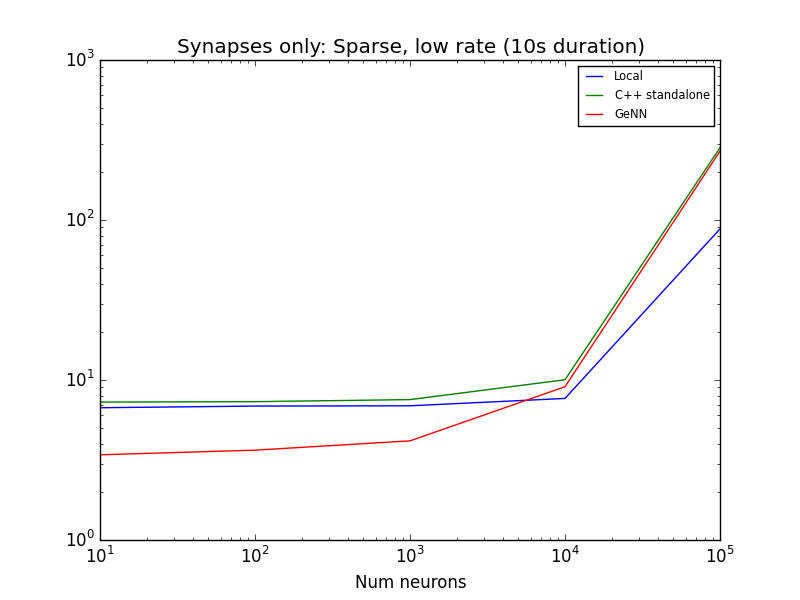 Synapses only: Sparse, low rate (10s duration)
10³
10²
10¹
10⁰
Local
C++ standalone
GeNN
10¹ 10² 10³ 10⁴ 10⁵
Num neurons